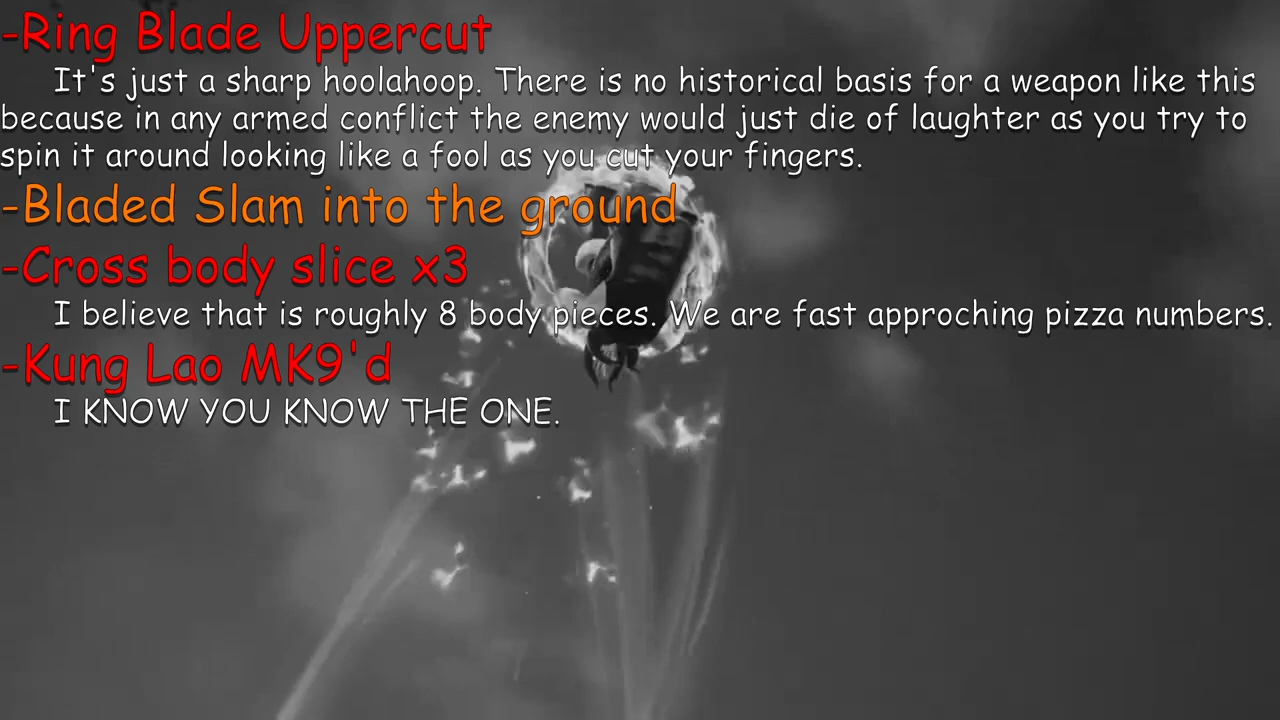 -Ring Blade Uppercut
It's just a sharp hoolahoop. There is no historical basis for a weapon like this
because in any armed conflict the enemy would just die of laughter as you try to
spin it around looking like a fool as you cut your fingers.
-Bladed Slam into the ground
-Cross body slice x3
I believe that is roughly 8 body pieces. We are fast approching pizza numbers.
-Kung Lao MK9'd
I KNOW YOU KNOW THE ONE.